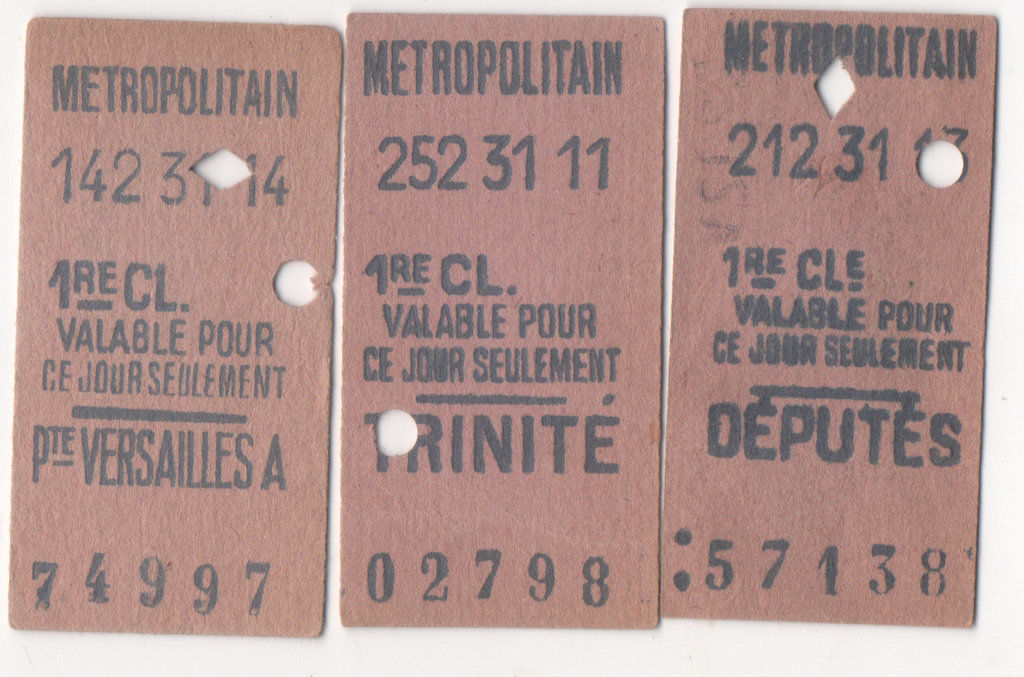 METROPOLITAIN
142 31 14
1RE CL.
VALABLE POUR
CE JOUR SEULEMENT
PTE VERSAILLES A
74997
METROPOLITAIN
252 31 11
1RE CL.
VALABLE POUR
CE JOUR SEULEMENT
TRINITÉ
02798
METROPOLITAIN
212 31 13
1RE CLE
VALABLE POUR
CE JOUR SEULEMENT
DÉPUTÉS
:57138